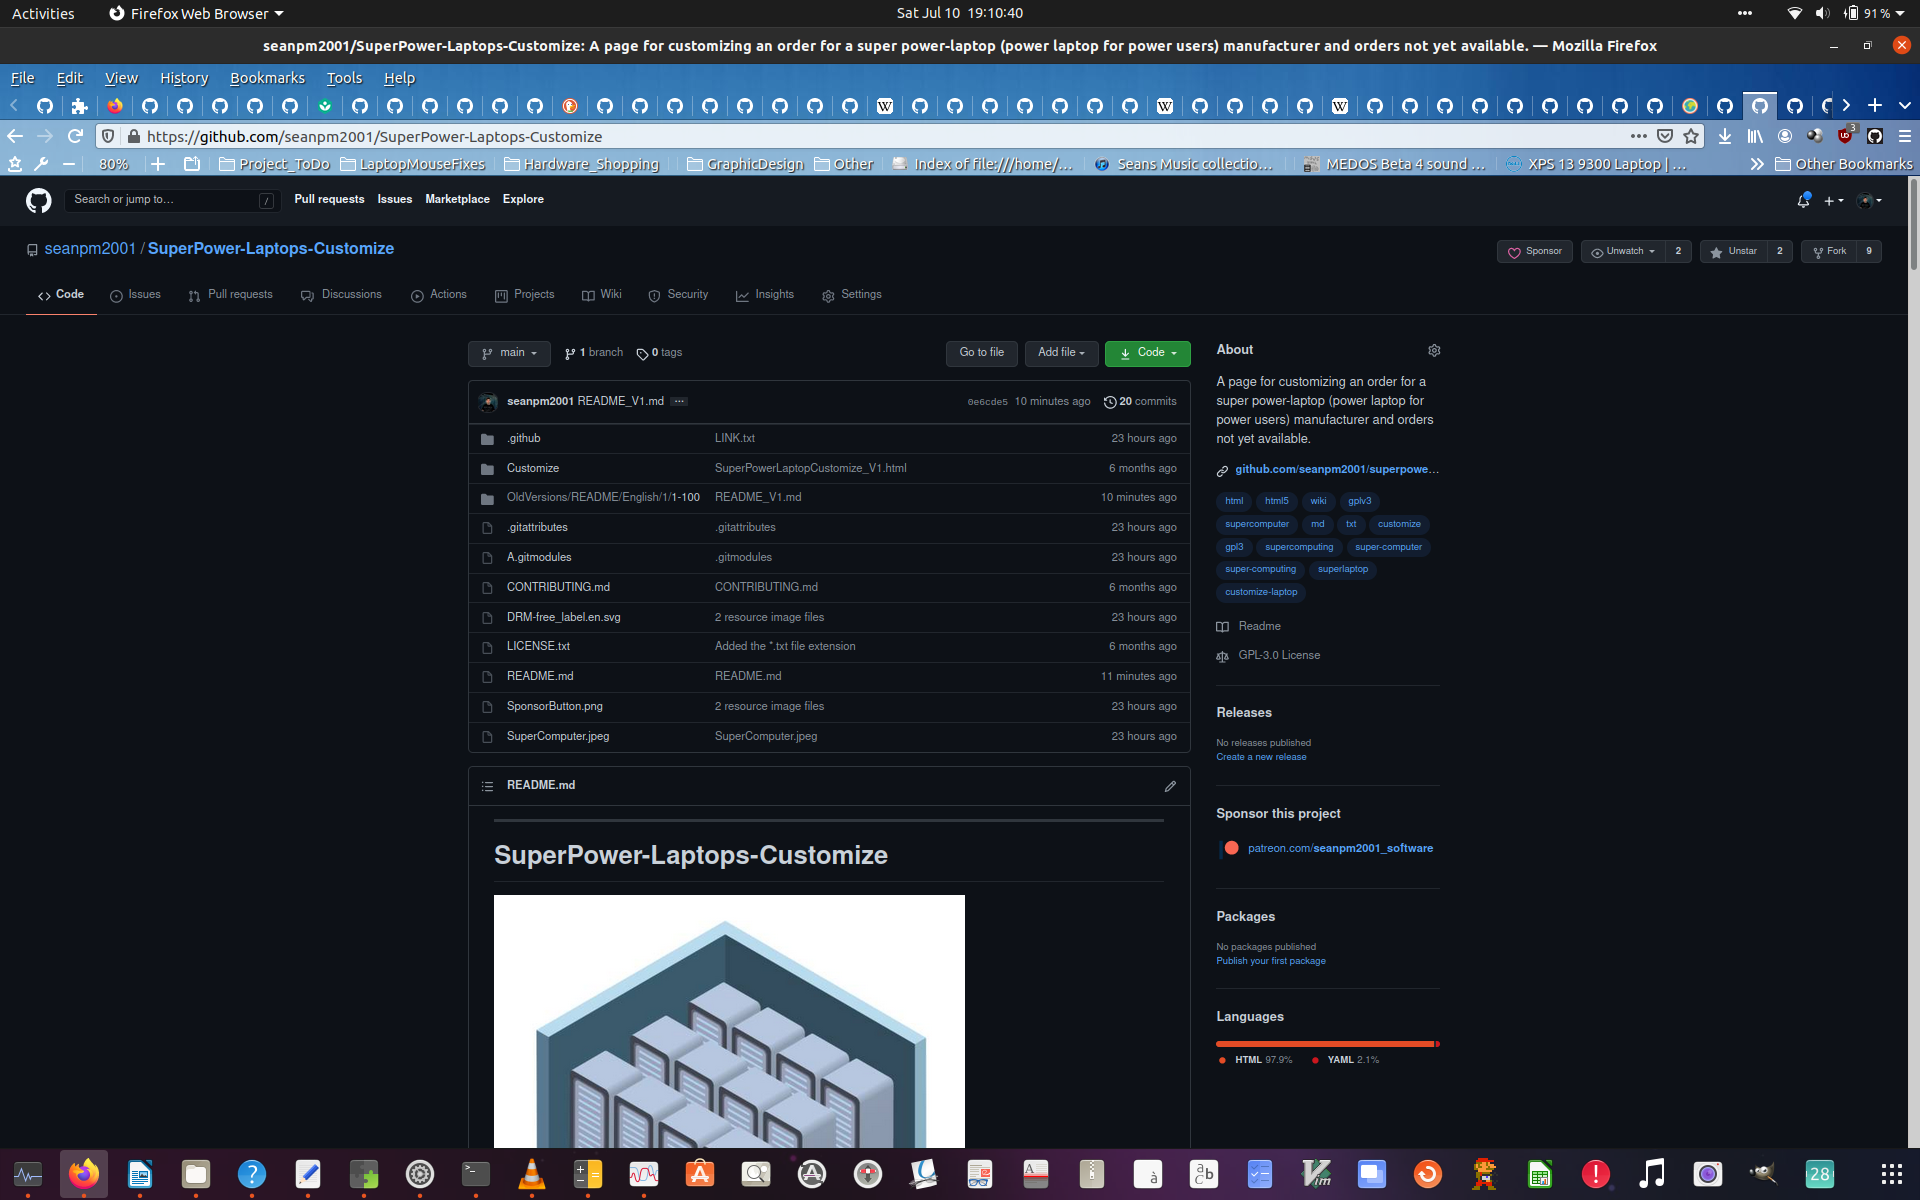 Activities Firefox Web Browser Sat Jul 10 19:10:40 91 %
seanpm2001/SuperPower-Laptops-Customize: A page for customizing an order for a super power-laptop (power laptop for power users) manufacturer and orders not yet available. — Mozilla Firefox
File Edit View History Bookmarks Tools Help
https://github.com/seanpm2001/SuperPower-Laptops-Customize 3
80% Project_ToDo LaptopMouseFixes Hardware_Shopping GraphicDesign Other Index of file:///home/... Seans Music collectio... MEDOS Beta 4 sound ... XPS 13 9300 Laptop | ... Other Bookmarks
Search or jump to... / Pull requests Issues Marketplace Explore
seanpm2001 / SuperPower-Laptops-Customize Sponsor Unwatch 2 Unstar 2 Fork 9
Code Issues Pull requests Discussions Actions Projects Wiki Security Insights Settings
main 1 branch 0 tags Go to file Add file Code
seanpm2001 README_V1.md ... 0e6cde5 10 minutes ago 20 commits
.github LINK.txt 23 hours ago
Customize SuperPowerLaptopCustomize_V1.html 6 months ago
OldVersions/README/English/1/1-100 README_V1.md 10 minutes ago
.gitattributes .gitattributes 23 hours ago
A.gitmodules .gitmodules 23 hours ago
CONTRIBUTING.md CONTRIBUTING.md 6 months ago
DRM-free_label.en.svg 2 resource image files 23 hours ago
LICENSE.txt Added the *.txt file extension 6 months ago
README.md README.md 11 minutes ago
SponsorButton.png 2 resource image files 23 hours ago
SuperComputer.jpeg SuperComputer.jpeg 23 hours ago
README.md
SuperPower-Laptops-Customize
About
A page for customizing an order for a
super power-laptop (power laptop for
power users) manufacturer and orders
not yet available.
github.com/seanpm2001/superpowe...
html html5 wiki gplv3
supercomputer md txt customize
gpl3 supercomputing super-computer
super-computing superlaptop
customize-laptop
Readme
GPL-3.0 License
Releases
No releases published
Create a new release
Sponsor this project
patreon.com/seanpm2001_software
Packages
No packages published
Publish your first package
Languages
HTML 97.9% YAML 2.1%
28